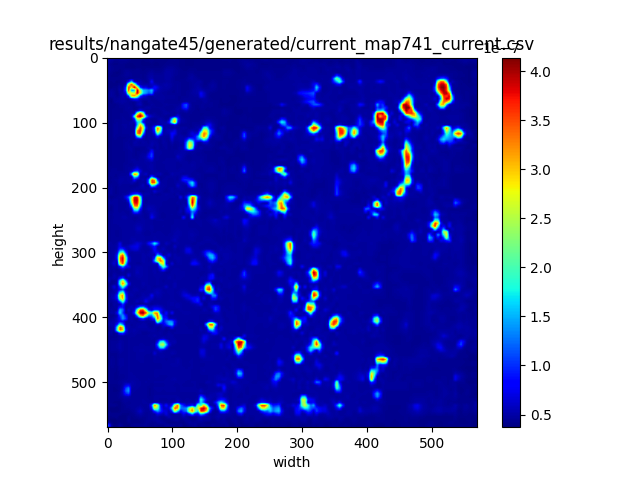 results/nangate45/generated/current_map741_current.csv
1e−7
0
100
200
300
400
500
height
0 100 200 300 400 500
width
4.0
3.5
3.0
2.5
2.0
1.5
1.0
0.5